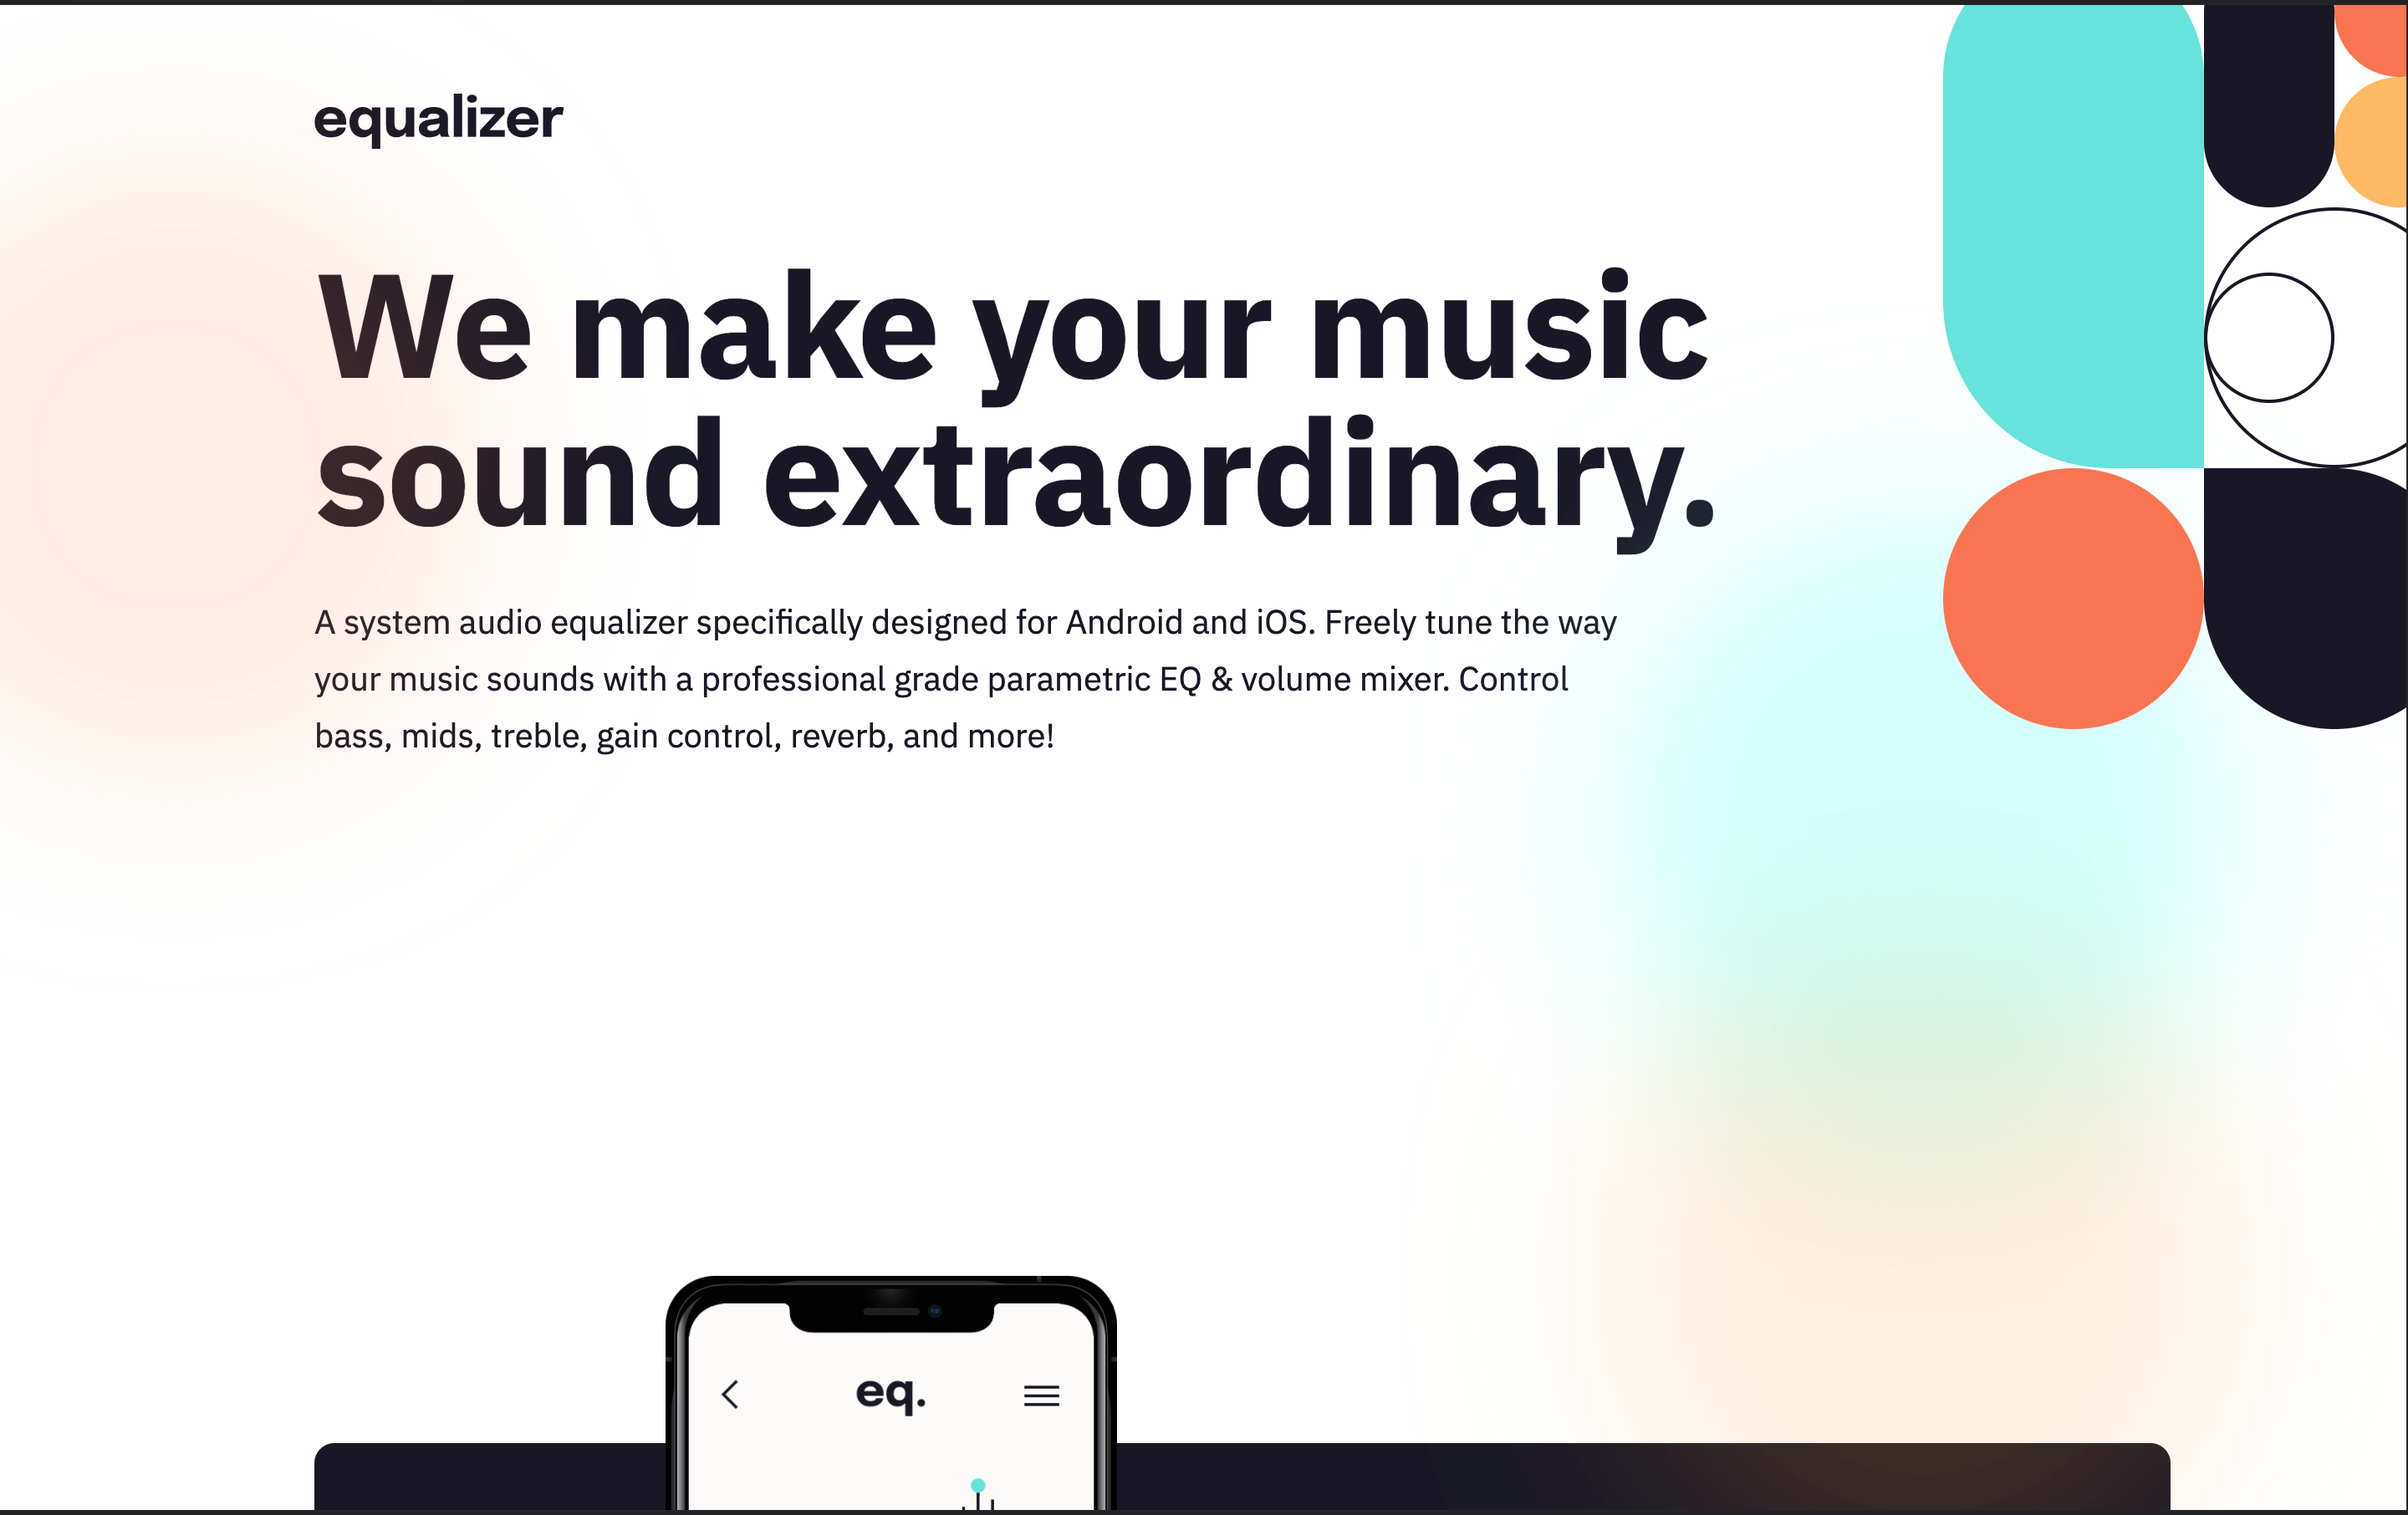 equalizer
We make your music
sound extraordinary.
A system audio equalizer specifically designed for Android and iOS. Freely tune the way
your music sounds with a professional grade parametric EQ & volume mixer. Control
bass, mids, treble, gain control, reverb, and more!
eq.